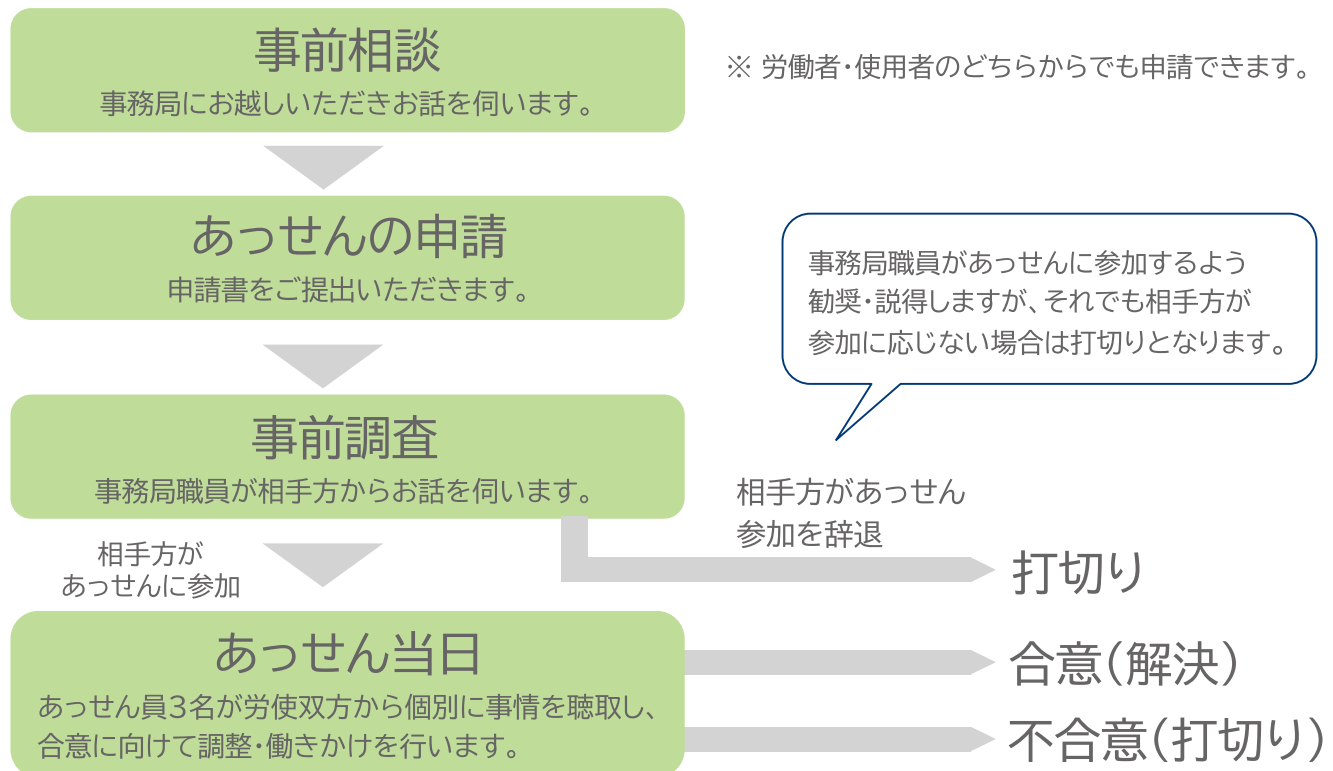 事前相談
事務局にお越しいただきお話を伺います。
※ 労働者・使用者のどちらからでも申請できます。
あっせんの申請
申請書をご提出いただきます。
事務局職員があっせんに参加するよう
勧奨・説得しますが、それでも相手方が
参加に応じない場合は打切りとなります。
事前調査
事務局職員が相手方からお話を伺います。
相手方があっせん
参加を辞退
打切り
相手方が
あっせんに参加
あっせん当日
あっせん員3名が労使双方から個別に事情を聴取し、
合意に向けて調整・働きかけを行います。
合意(解決)
不合意(打切り)